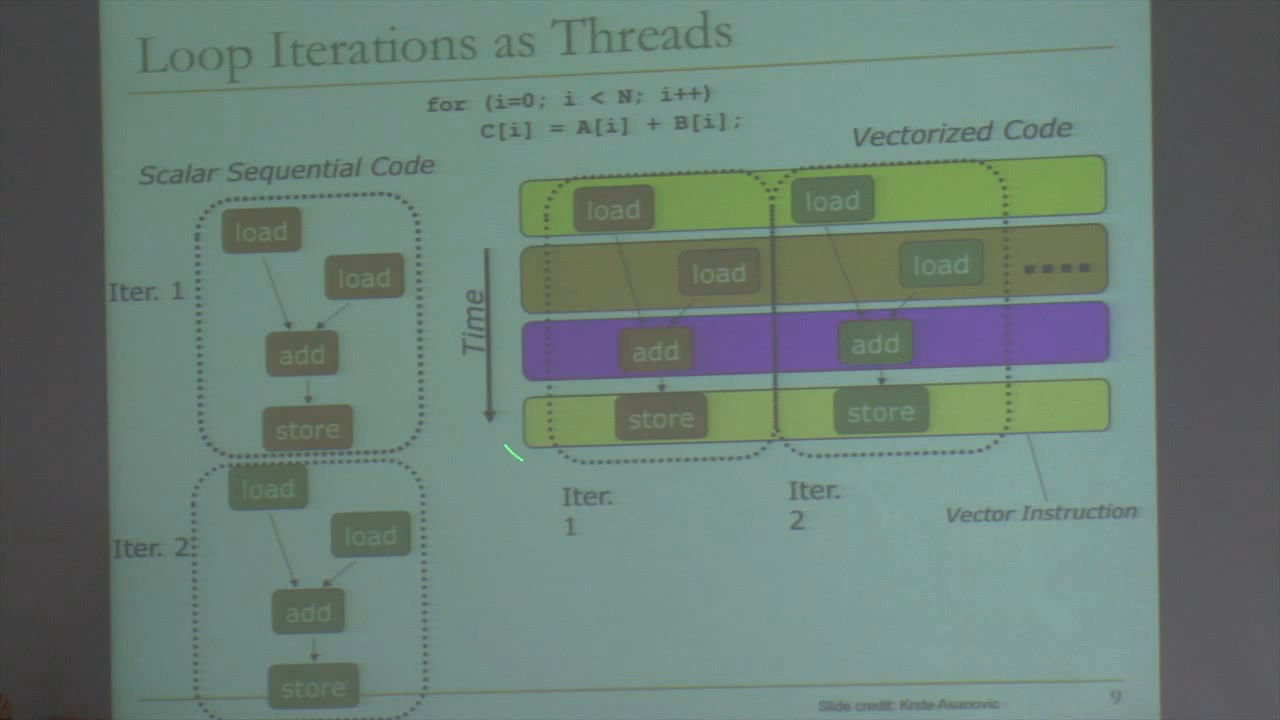 Loop Iterations as Threads
for (i=0; i < N; i++)
C[i] = A[i] + B[i];
Scalar Sequential Code
Vectorized Code
load
load
Iter. 1
add
store
load
load
Iter. 2
add
store
Time
load
load
load
load
add
add
store
store
Iter.
1
Iter.
2
Vector Instruction
Slide credit: Krste Asanovic
9